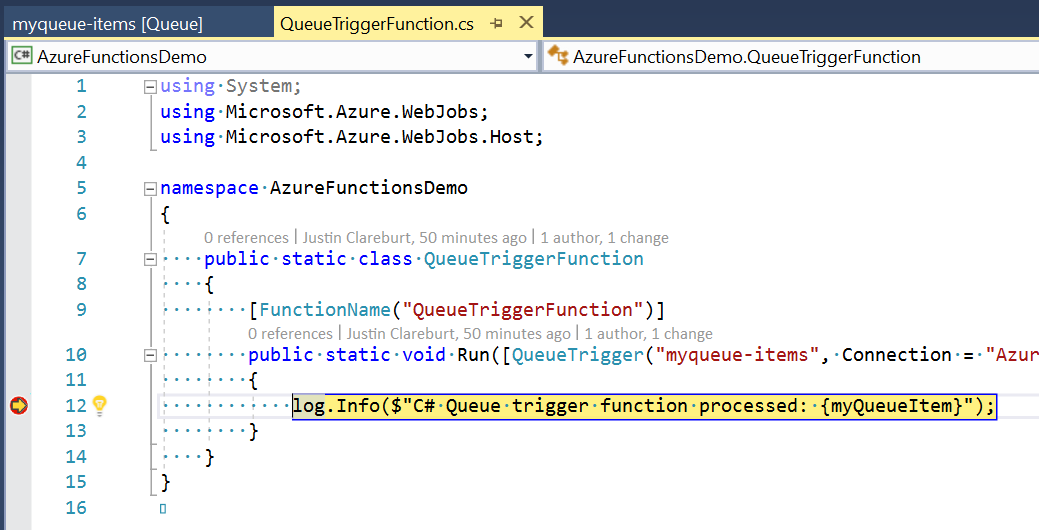 myqueue-items [Queue] QueueTriggerFunction.cs
C# AzureFunctionsDemo AzureFunctionsDemo.QueueTriggerFunction
1 using System;
2 using Microsoft.Azure.WebJobs;
3 using Microsoft.Azure.WebJobs.Host;
4
5 namespace AzureFunctionsDemo
6 {
0 references | Justin Clareburt, 50 minutes ago | 1 author, 1 change
7 public static class QueueTriggerFunction
8 {
9 [FunctionName("QueueTriggerFunction")]
0 references | Justin Clareburt, 50 minutes ago | 1 author, 1 change
10 public static void Run([QueueTrigger("myqueue-items", Connection = "Azur
11 {
12 log.Info($"C# Queue trigger function processed: {myQueueItem}");
13 }
14 }
15 }
16